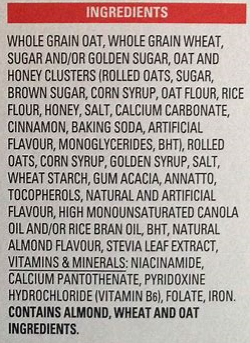 INGREDIENTS
WHOLE GRAIN OAT, WHOLE GRAIN WHEAT,
SUGAR AND/OR GOLDEN SUGAR, OAT AND
HONEY CLUSTERS (ROLLED OATS, SUGAR,
BROWN SUGAR, CORN SYRUP, OAT FLOUR, RICE
FLOUR, HONEY, SALT, CALCIUM CARBONATE,
CINNAMON, BAKING SODA, ARTIFICIAL
FLAVOUR, MONOGLYCERIDES, BHT), ROLLED
OATS, CORN SYRUP, GOLDEN SYRUP, SALT,
WHEAT STARCH, GUM ACACIA, ANNATTO,
TOCOPHEROLS, NATURAL AND ARTIFICIAL
FLAVOUR, HIGH MONOUNSATURATED CANOLA
OIL AND/OR RICE BRAN OIL, BHT, NATURAL
ALMOND FLAVOUR, STEVIA LEAF EXTRACT,
VITAMINS & MINERALS: NIACINAMIDE,
CALCIUM PANTOTHENATE, PYRIDOXINE
HYDROCHLORIDE (VITAMIN B6), FOLATE, IRON.
CONTAINS ALMOND, WHEAT AND OAT
INGREDIENTS.